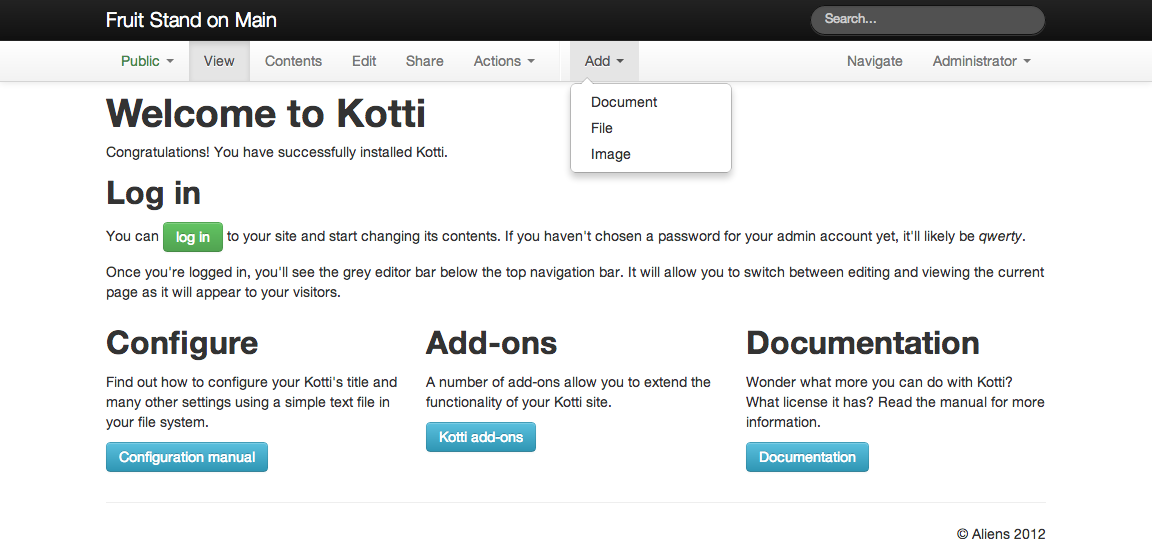 Fruit Stand on Main
Search...
Public View Contents Edit Share Actions Add Navigate Administrator
Document
File
Image
Welcome to Kotti
Congratulations! You have successfully installed Kotti.
Log in
You can log in to your site and start changing its contents. If you haven't chosen a password for your admin account yet, it'll likely be qwerty.
Once you're logged in, you'll see the grey editor bar below the top navigation bar. It will allow you to switch between editing and viewing the current
page as it will appear to your visitors.
Configure
Find out how to configure your Kotti's title and
many other settings using a simple text file in
your file system.
Configuration manual
Add-ons
A number of add-ons allow you to extend the
functionality of your Kotti site.
Kotti add-ons
Documentation
Wonder what more you can do with Kotti?
What license it has? Read the manual for more
information.
Documentation
© Aliens 2012